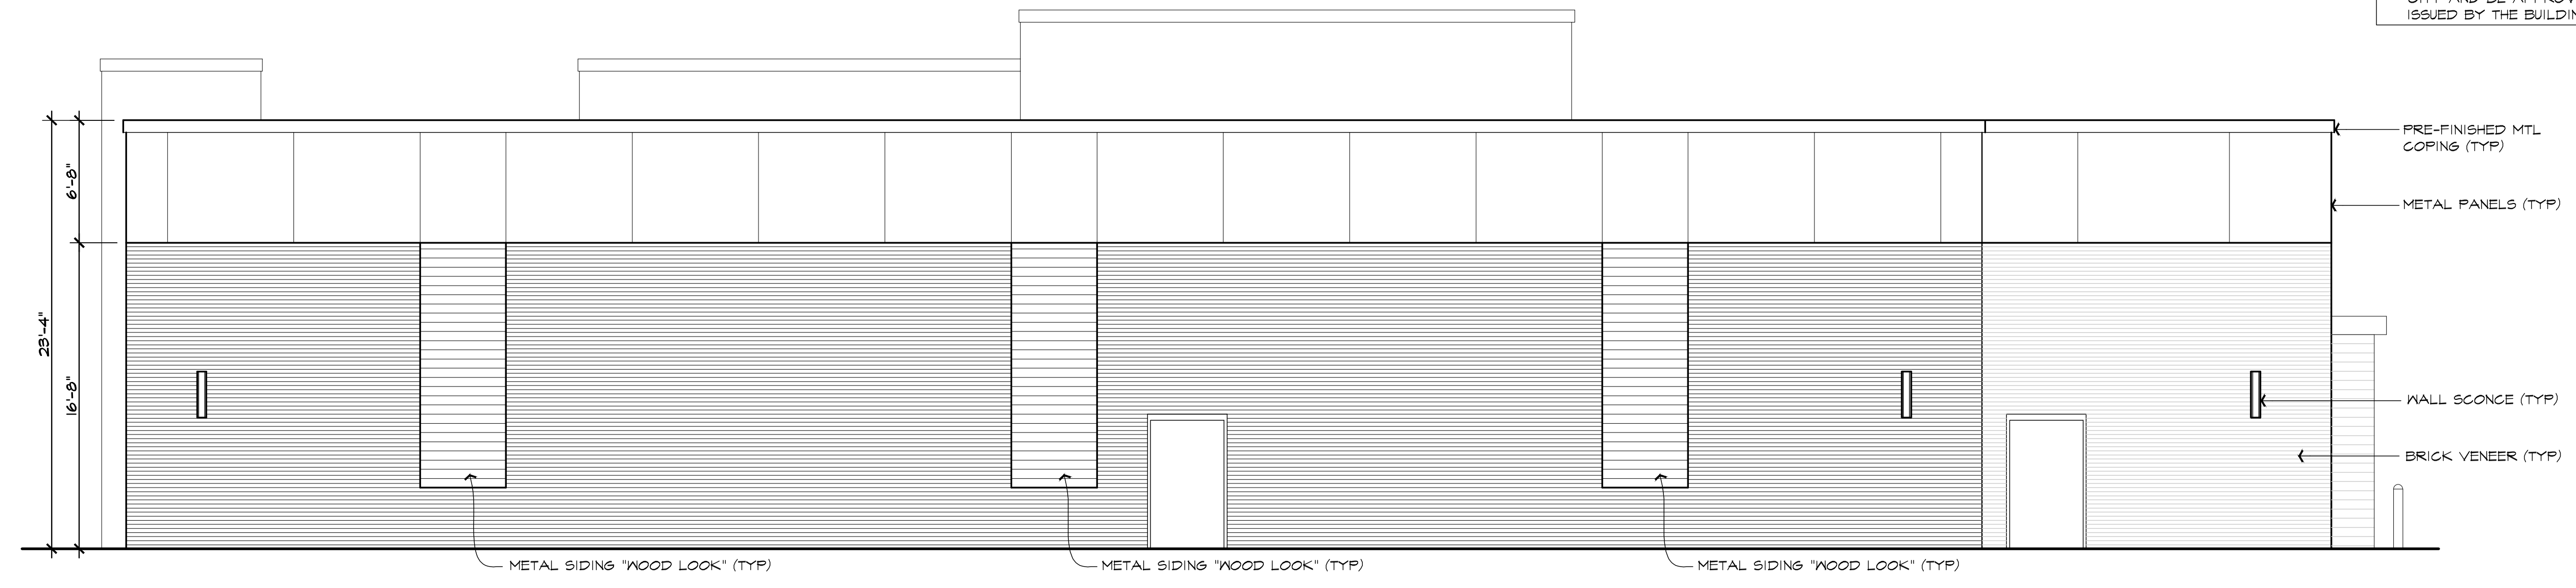 ISSUED BY THE BUILDIN
PRE-FINISHED MTL
COPING (TYP)
6'-8"
METAL PANELS (TYP)
23'-4"
16'-8"
WALL SCONCE (TYP)
BRICK VENEER (TYP)
METAL SIDING "WOOD LOOK" (TYP)
METAL SIDING "WOOD LOOK" (TYP)
METAL SIDING "WOOD LOOK" (TYP)